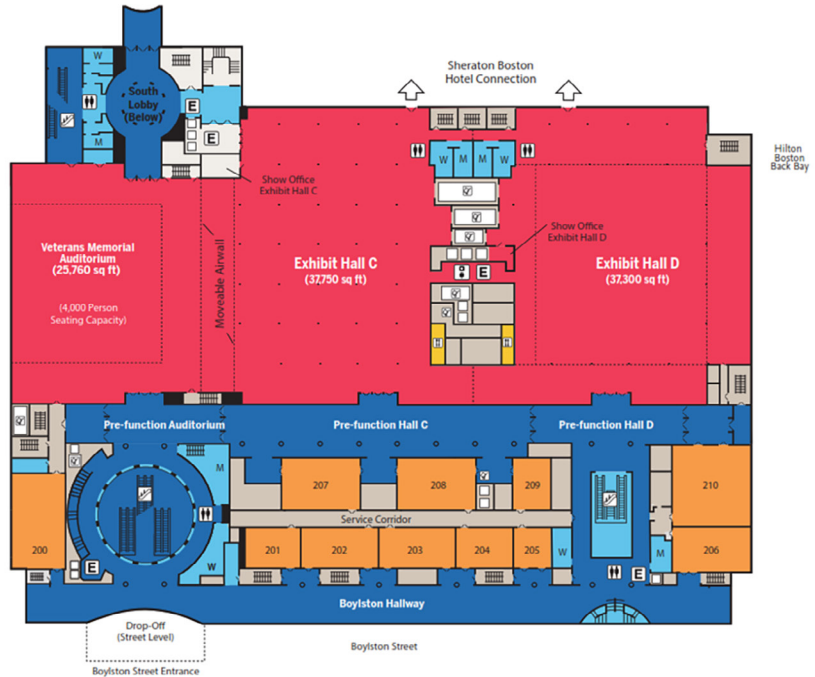 Sheraton Boston
Hotel Connection
W
South
Lobby
(Below)
E
M
E
Hilton
Boston
Back Bay
W
M
M
W
Show Office
Exhibit Hall C
Show Office
Exhibit Hall D
Veterans Memorial
Auditorium
(25,760 sq ft)
(4,000 Person
Seating Capacity)
Moveable Airwall
Exhibit Hall C
(37,750 sq ft)
E
Exhibit Hall D
(37,300 sq ft)
Pre-function Auditorium
Pre-function Hall C
Pre-function Hall D
M
207
208
209
210
Service Corridor
200
201
202
203
204
205
W
M
206
E
W
E
Boylston Hallway
Drop-Off
(Street Level)
Boylston Street
Boylston Street Entrance